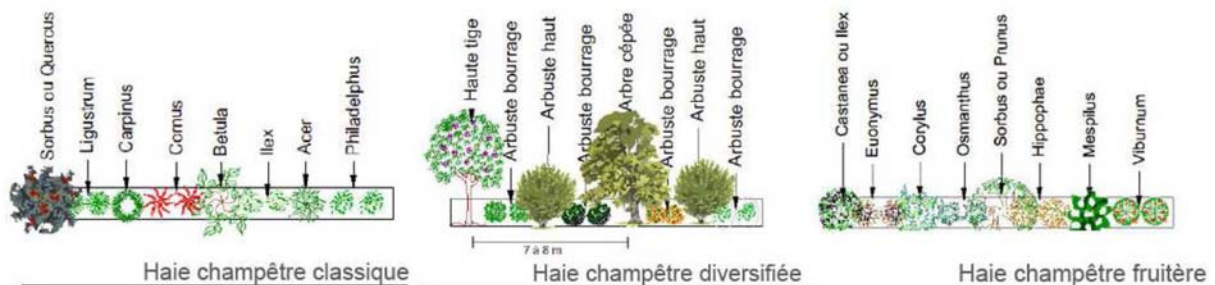 Sorbus ou Quercus
Ligustrum
Carpinus
Cornus
Betula
Ilex
Acer
Philadelphus
Haie champêtre classique
Haute tige
Arbuste bourrage
Arbuste haut
Arbuste bourrage
Arbre cépée
Arbuste bourrage
Arbuste haut
Arbuste bourrage
7 à 8 m
Haie champêtre diversifiée
Castanea ou Ilex
Euonymus
Corylus
Osmanthus
Sorbus ou Prunus
Hippophae
Mespilus
Viburnum
Haie champêtre fruitère